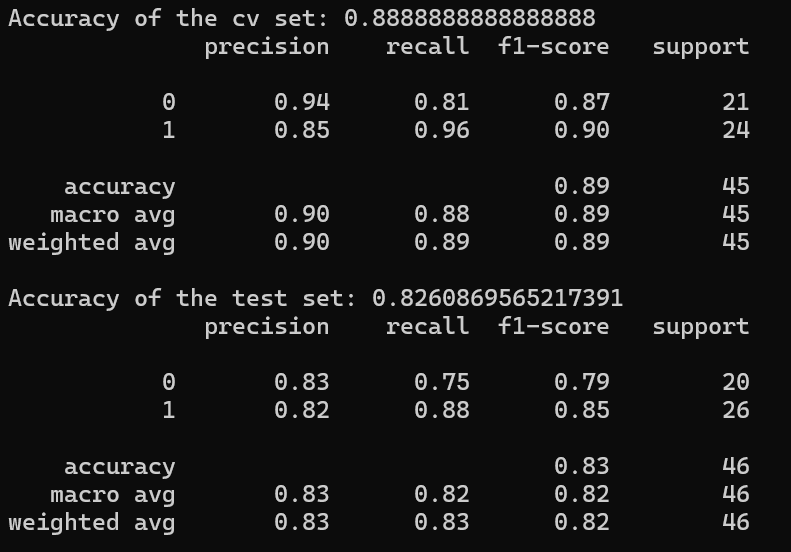 Accuracy of the cv set: 0.8888888888888888
precision recall f1-score support
0 0.94 0.81 0.87 21
1 0.85 0.96 0.90 24
accuracy 0.89 45
macro avg 0.90 0.88 0.89 45
weighted avg 0.90 0.89 0.89 45
Accuracy of the test set: 0.8260869565217391
precision recall f1-score support
0 0.83 0.75 0.79 20
1 0.82 0.88 0.85 26
accuracy 0.83 46
macro avg 0.83 0.82 0.82 46
weighted avg 0.83 0.83 0.82 46